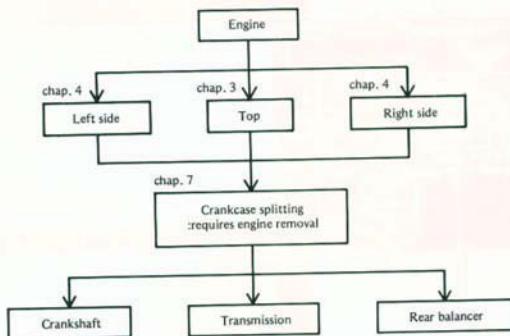 Engine
chap. 4
chap. 3
chap. 4
Left side
Top
Right side
chap. 7
Crankcase splitting
:requires engine removal
Crankshaft
Transmission
Rear balancer